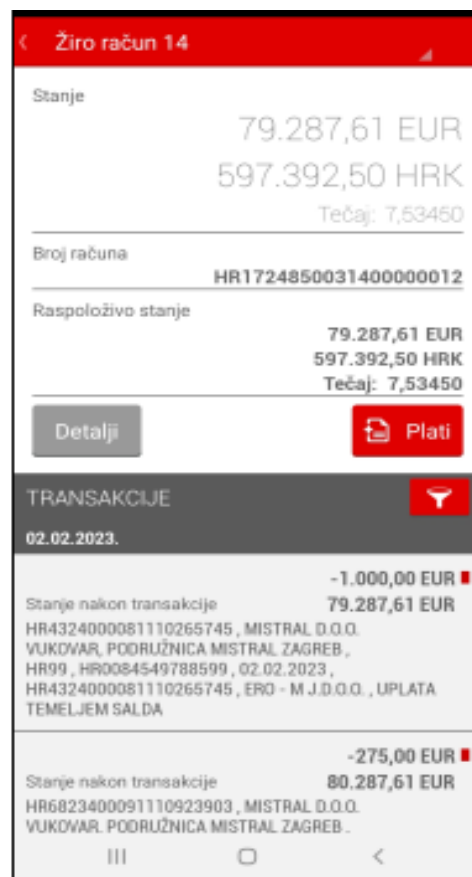 Žiro račun 14
Stanje
79.287,61 EUR
597.392,50 HRK
Tečaj: 7,53450
Broj računa
HR1724850031400000012
Raspoloživo stanje
79.287,61 EUR
597.392,50 HRK
Tečaj: 7,53450
Detalji
Plati
TRANSAKCIJE
02.02.2023.
-1.000,00 EUR
Stanje nakon transakcije 79.287,61 EUR
HR4324000081110265745 , MISTRAL D.O.O.
VUKOVAR, PODRUŽNICA MISTRAL ZAGREB ,
HR99 , HR0084549788599 , 02.02.2023 ,
HR4324000081110265745 , ERO - M J.D.O.O. , UPLATA
TEMELJEM SALDA
-275,00 EUR
Stanje nakon transakcije 80.287,61 EUR
HR6823400091110923903 , MISTRAL D.O.O.
VUKOVAR, PODRUŽNICA MISTRAL ZAGREB ,